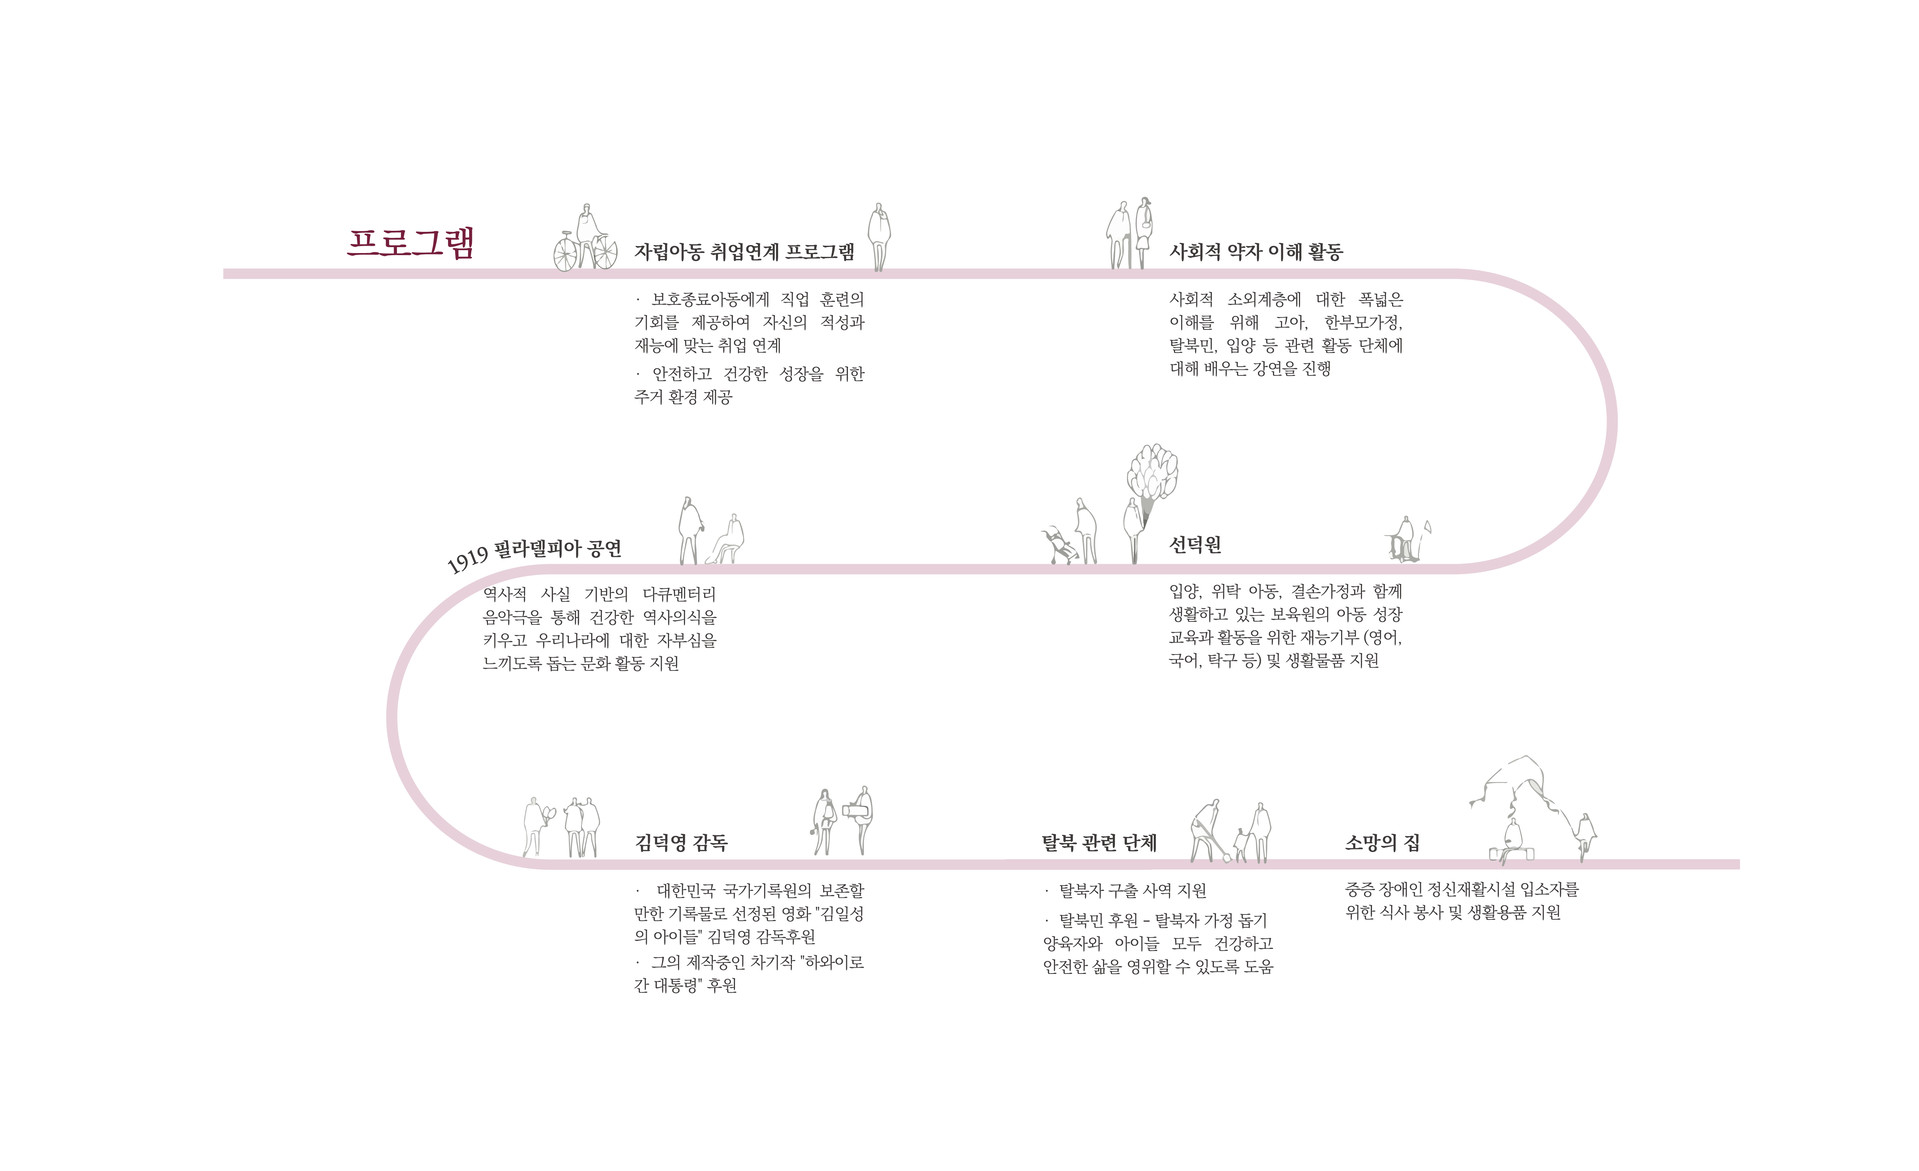 프로그램
자립아동 취업연계 프로그램
· 보호종료아동에게 직업 훈련의
기회를 제공하여 자신의 적성과
재능에 맞는 취업 연계
· 안전하고 건강한 성장을 위한
주거 환경 제공
사회적 약자 이해 활동
사회적 소외계층에 대한 폭넓은
이해를 위해 고아, 한부모가정,
탈북민, 입양 등 관련 활동 단체에
대해 배우는 강연을 진행
선덕원
입양, 위탁 아동, 결손가정과 함께
생활하고 있는 보육원의 아동 성장
교육과 활동을 위한 재능기부 (영어,
국어, 탁구 등) 및 생활물품 지원
1919 필라델피아 공연
역사적 사실 기반의 다큐멘터리
음악극을 통해 건강한 역사의식을
키우고 우리나라에 대한 자부심을
느끼도록 돕는 문화 활동 지원
김덕영 감독
· 대한민국 국가기록원의 보존할
만한 기록물로 선정된 영화 "김일성
의 아이들" 김덕영 감독후원
· 그의 제작중인 차기작 "하와이로
간 대통령" 후원
탈북 관련 단체
· 탈북자 구출 사역 지원
· 탈북민 후원 - 탈북자 가정 돕기
양육자와 아이들 모두 건강하고
안전한 삶을 영위할 수 있도록 도움
소망의 집
중증 장애인 정신재활시설 입소자를
위한 식사 봉사 및 생활용품 지원